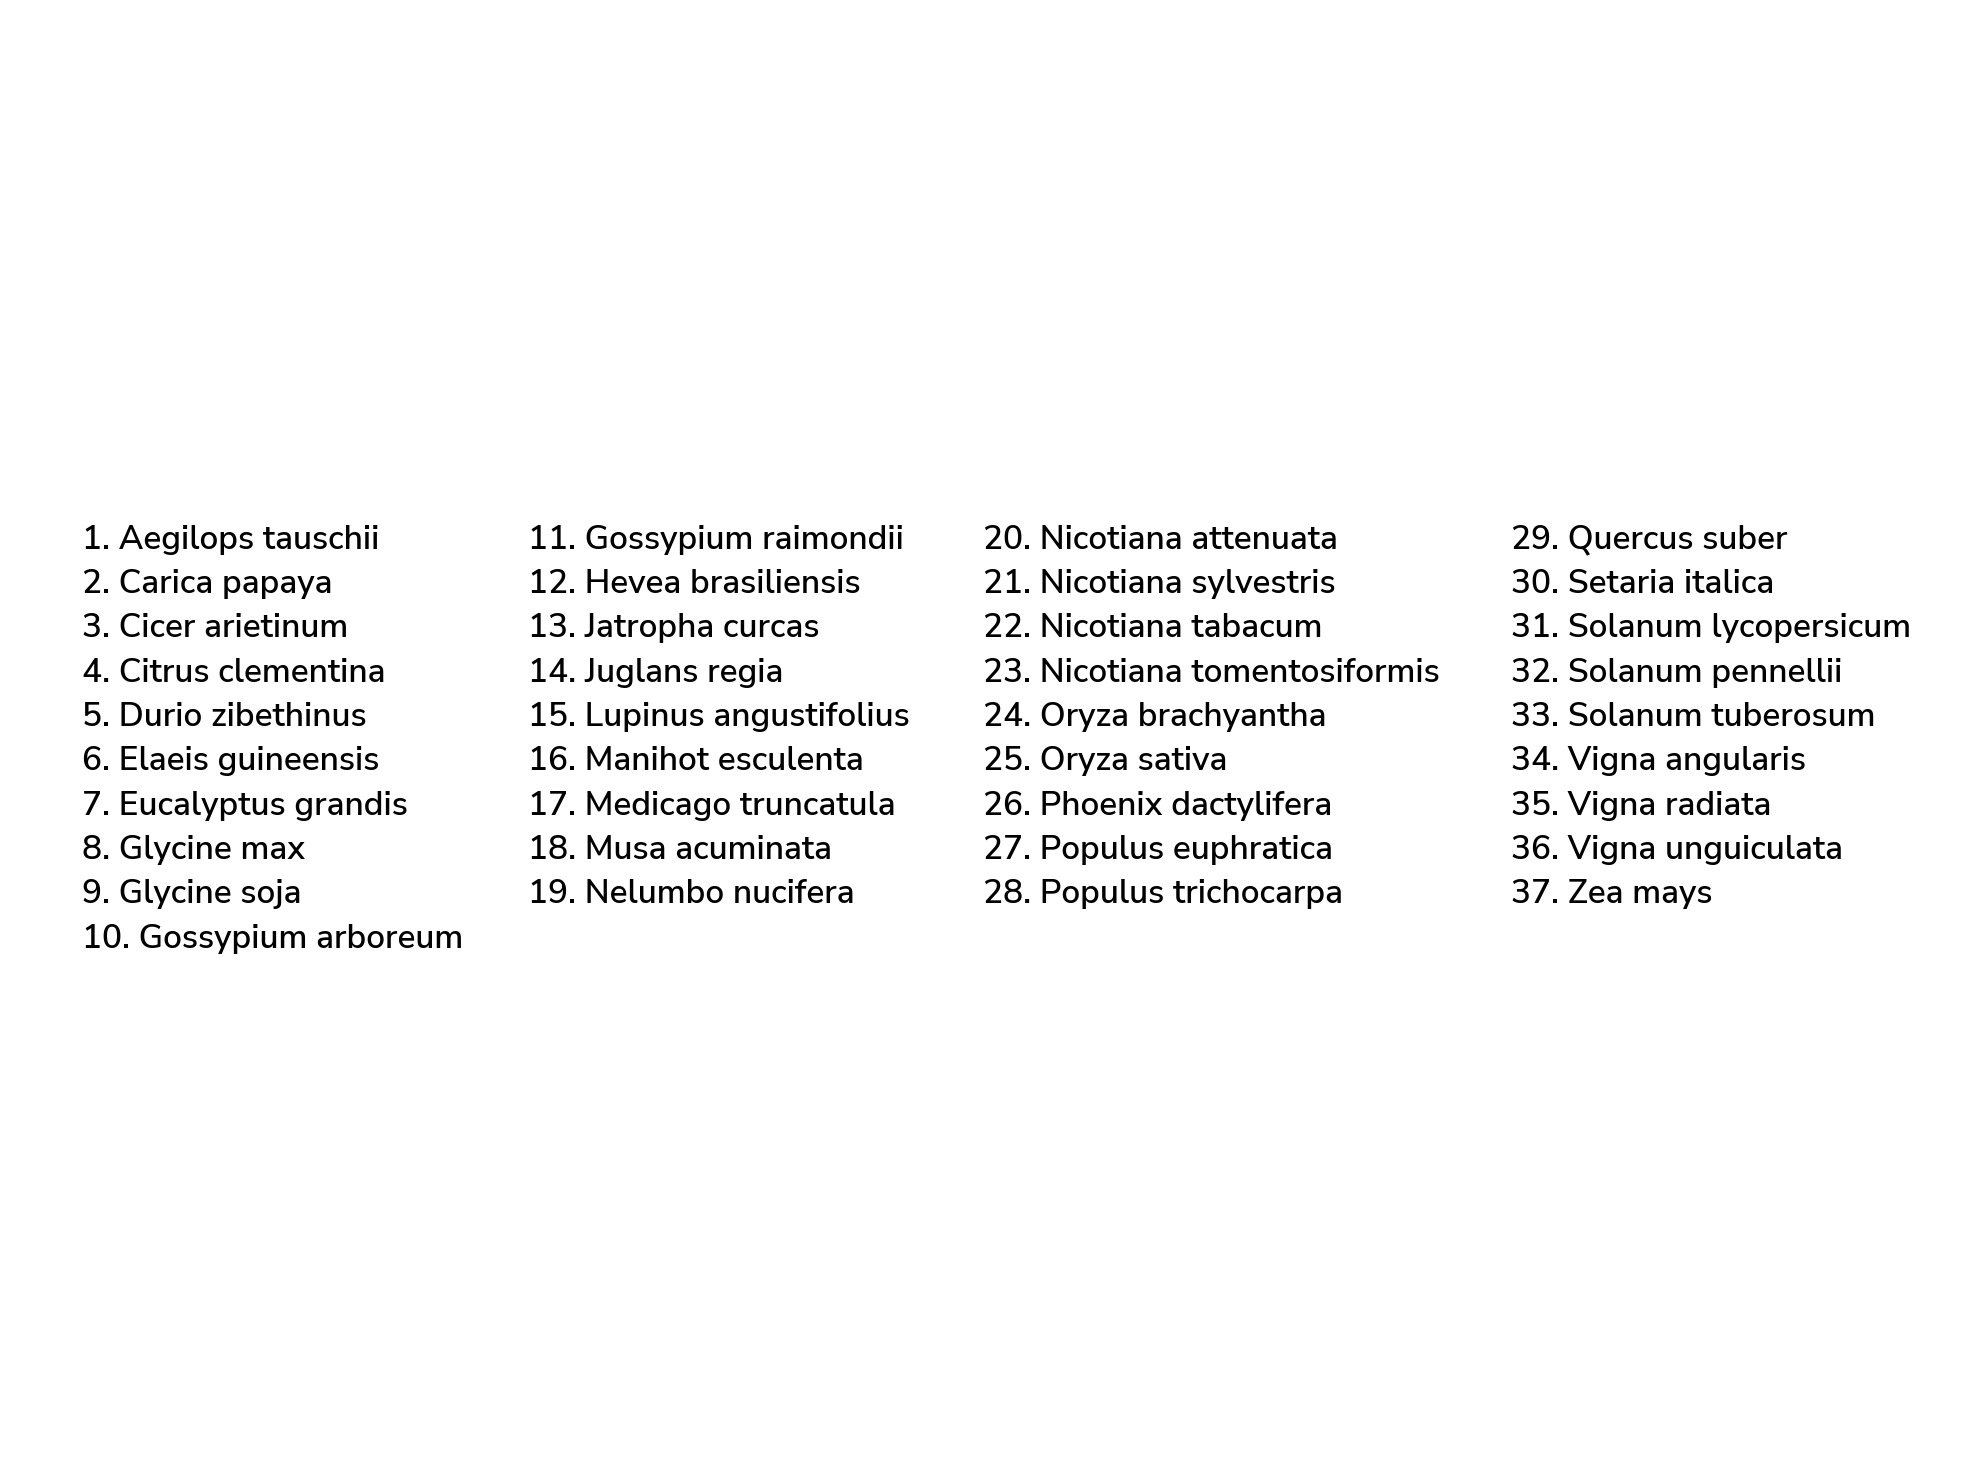 1. Aegilops tauschii
2. Carica papaya
3. Cicer arietinum
4. Citrus clementina
5. Durio zibethinus
6. Elaeis guineensis
7. Eucalyptus grandis
8. Glycine max
9. Glycine soja
10. Gossypium arboreum
11. Gossypium raimondii
12. Hevea brasiliensis
13. Jatropha curcas
14. Juglans regia
15. Lupinus angustifolius
16. Manihot esculenta
17. Medicago truncatula
18. Musa acuminata
19. Nelumbo nucifera
20. Nicotiana attenuata
21. Nicotiana sylvestris
22. Nicotiana tabacum
23. Nicotiana tomentosiformis
24. Oryza brachyantha
25. Oryza sativa
26. Phoenix dactylifera
27. Populus euphratica
28. Populus trichocarpa
29. Quercus suber
30. Setaria italica
31. Solanum lycopersicum
32. Solanum pennellii
33. Solanum tuberosum
34. Vigna angularis
35. Vigna radiata
36. Vigna unguiculata
37. Zea mays